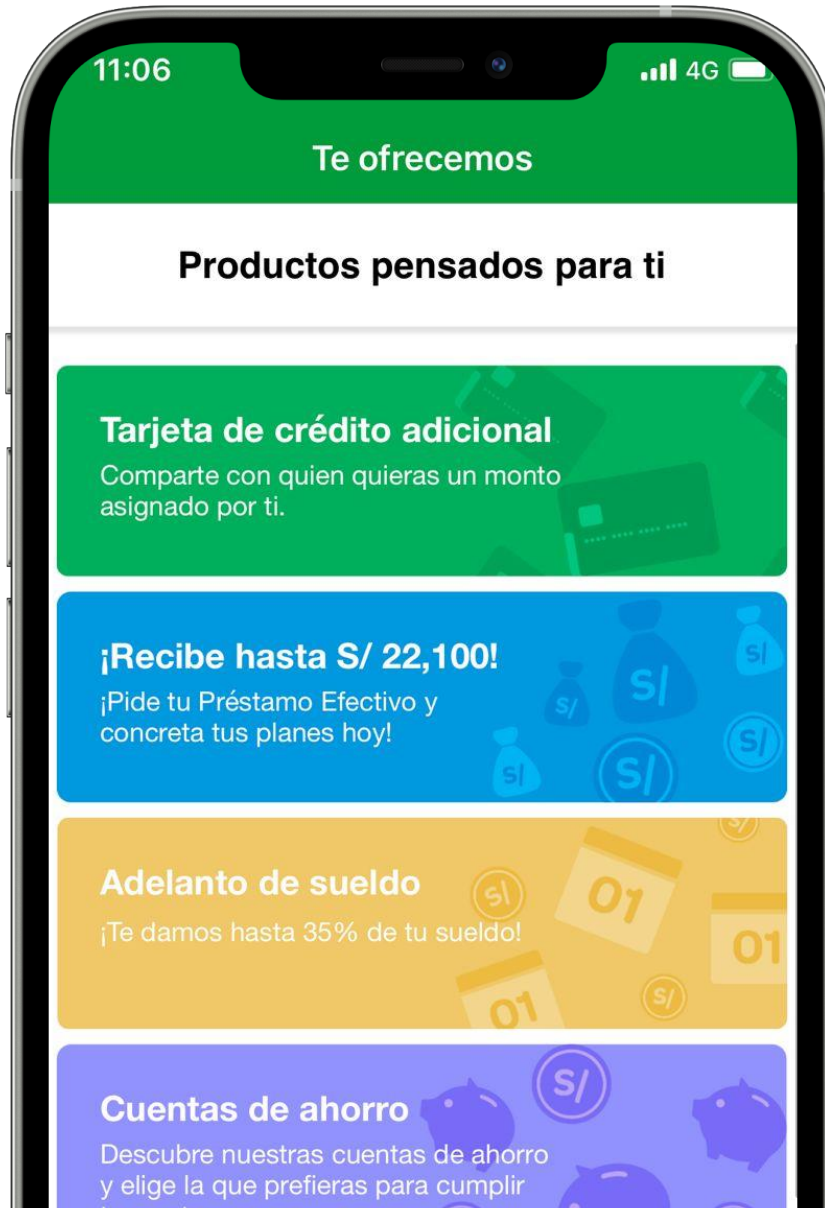 11:06
4G
Te ofrecemos
Productos pensados para ti
Tarjeta de crédito adicional
Comparte con quien quieras un monto
asignado por ti.
¡Recibe hasta S/ 22,100!
¡Pide tu Préstamo Efectivo y
concreta tus planes hoy!
S/
S/
S/
S/
S/
S/
Adelanto de sueldo
¡Te damos hasta 35% de tu sueldo!
S/
S/
01
01
01
S/
Cuentas de ahorro
Descubre nuestras cuentas de ahorro
y elige la que prefieras para cumplir
S/